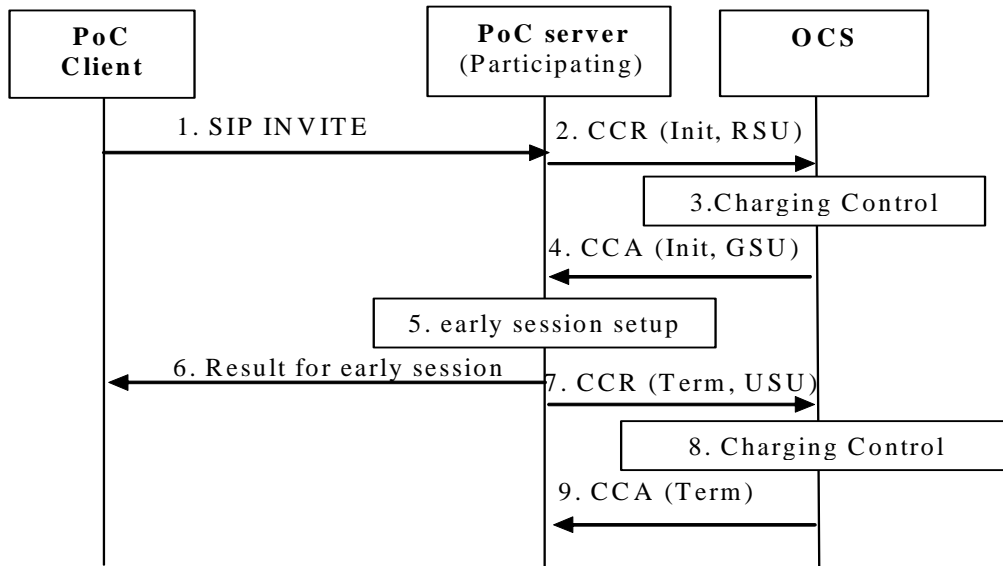 PoC
Client
PoC server
(Participating)
OCS
1. SIP INVITE
2. CCR (Init, RSU)
3.Charging Control
4. CCA (Init, GSU)
5. early session setup
6. Result for early session
7. CCR (Term, USU)
8. Charging Control
9. CCA (Term)